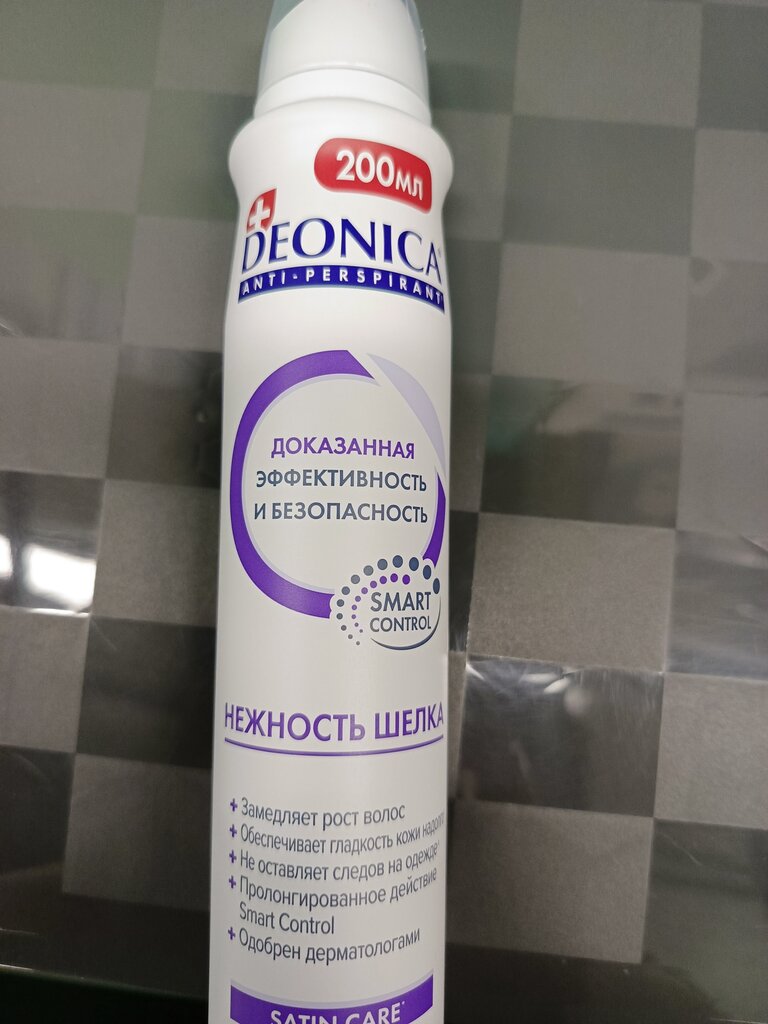 200мл
DEONICA
ANTI-PERSPIRANT
ДОКАЗАННАЯ
ЭФФЕКТИВНОСТЬ
И БЕЗОПАСНОСТЬ
SMART
CONTROL
НЕЖНОСТЬ ШЕЛКА
+ Замедляет рост волос
+ Обеспечивает гладкость кожи надолго
+ Не оставляет следов на одежде*
+ Пролонгированное действие
Smart Control
+ Одобрен дерматологами
SATIN CARE*